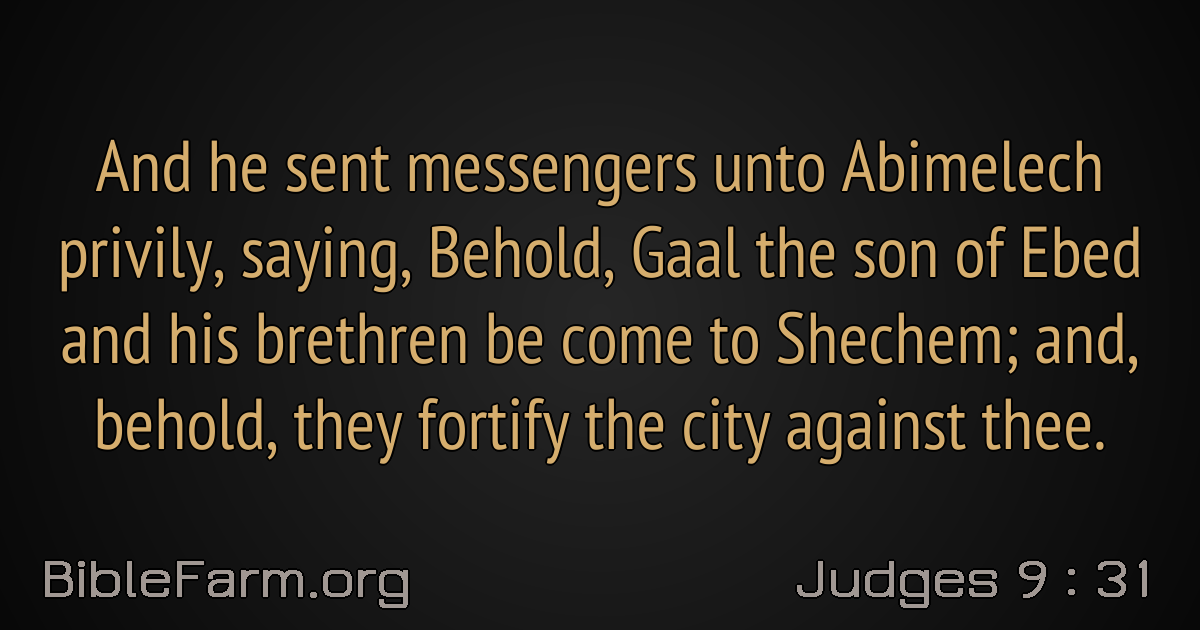 And he sent messengers unto Abimelech
privily, saying, Behold, Gaal the son of Ebed
and his brethren be come to Shechem; and,
behold, they fortify the city against thee.
BibleFarm.org
Judges 9 : 31